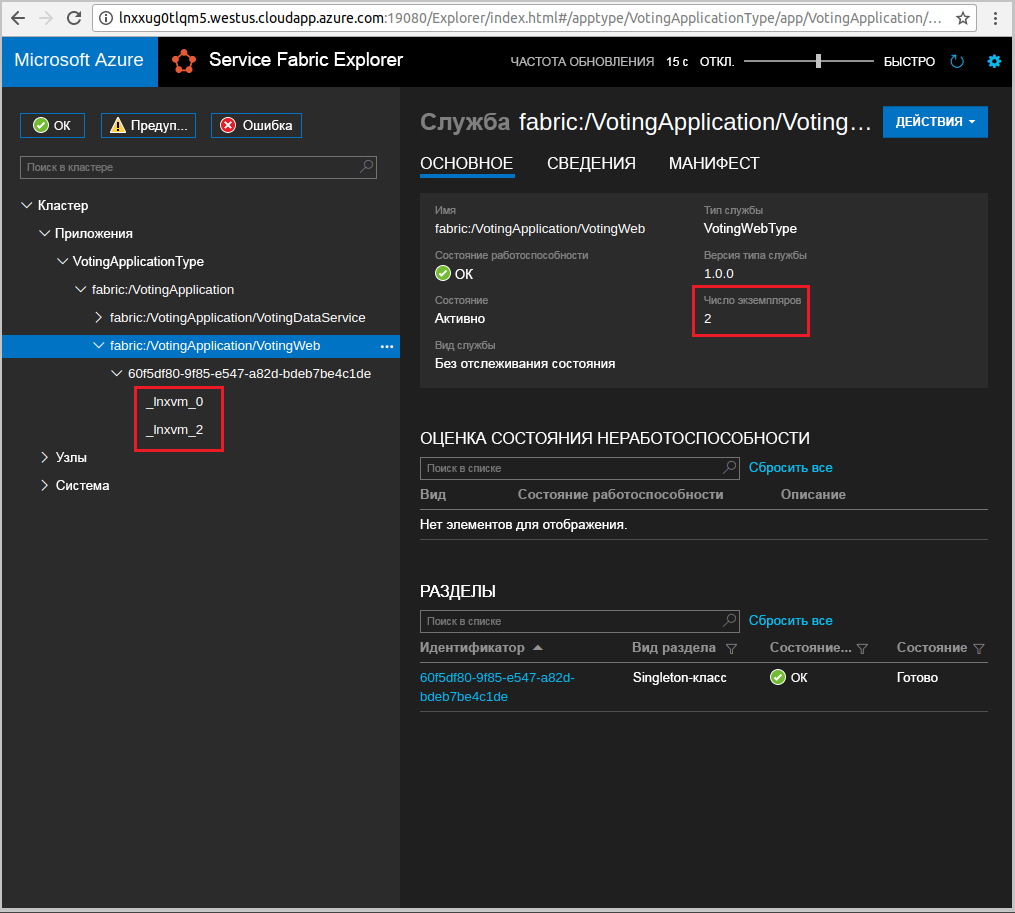 lnxxug0tlqm5.westus.cloudapp.azure.com:19080/Explorer/index.html#/apptype/VotingApplicationType/app/VotingApplication/...
Microsoft Azure
Service Fabric Explorer
ЧАСТОТА ОБНОВЛЕНИЯ 15 с ОТКЛ. БЫСТРО
ОК
Предуп...
Ошибка
Поиск в кластере
Кластер
Приложения
VotingApplicationType
fabric:/VotingApplication
fabric:/VotingApplication/VotingDataService
fabric:/VotingApplication/VotingWeb
60f5df80-9f85-e547-a82d-bdeb7be4c1de
_lnxvm_0
_lnxvm_2
Узлы
Система
Служба fabric:/VotingApplication/Voting...
ДЕЙСТВИЯ
ОСНОВНОЕ СВЕДЕНИЯ МАНИФЕСТ
Имя
fabric:/VotingApplication/VotingWeb
Состояние работоспособности
ОК
Состояние
Активно
Вид службы
Без отслеживания состояния
Тип службы
VotingWebType
Версия типа службы
1.0.0
Число экземпляров
2
ОЦЕНКА СОСТОЯНИЯ НЕРАБОТОСПОСОБНОСТИ
Поиск в списке
Сбросить все
Вид Состояние работоспособности Описание
Нет элементов для отображения.
РАЗДЕЛЫ
Поиск в списке
Сбросить все
Идентификатор Вид раздела Состояние... Состояние
60f5df80-9f85-e547-a82d- Singleton-класс ОК Готово
bdeb7be4c1de